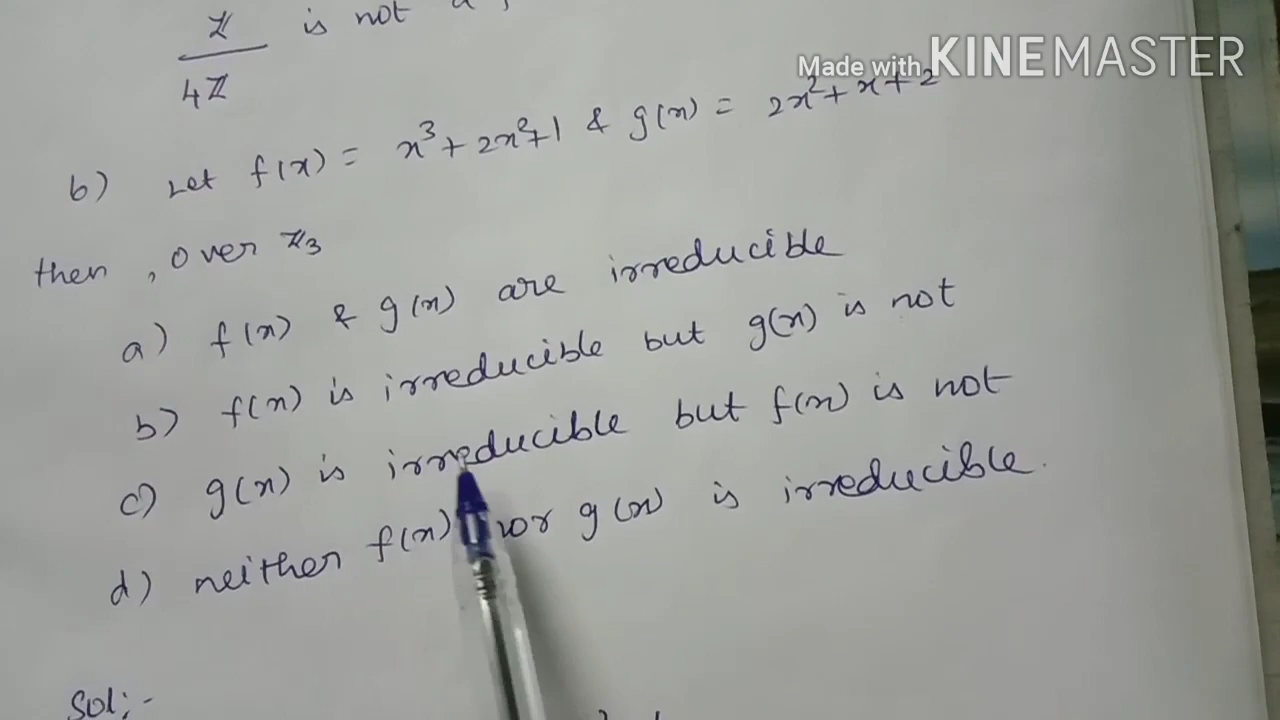 Made with KINEMASTER
ℤ is not a
4ℤ
6) Let f(x) = x³ + 2x² + 1 & g(x) = 2x² + x + 2
then , over ℤ₃
a) f(x) & g(x) are irreducible
b) f(x) is irreducible but g(x) is not
c) g(x) is irreducible but f(x) is not
d) neither f(x) nor g(x) is irreducible.
Sol:-